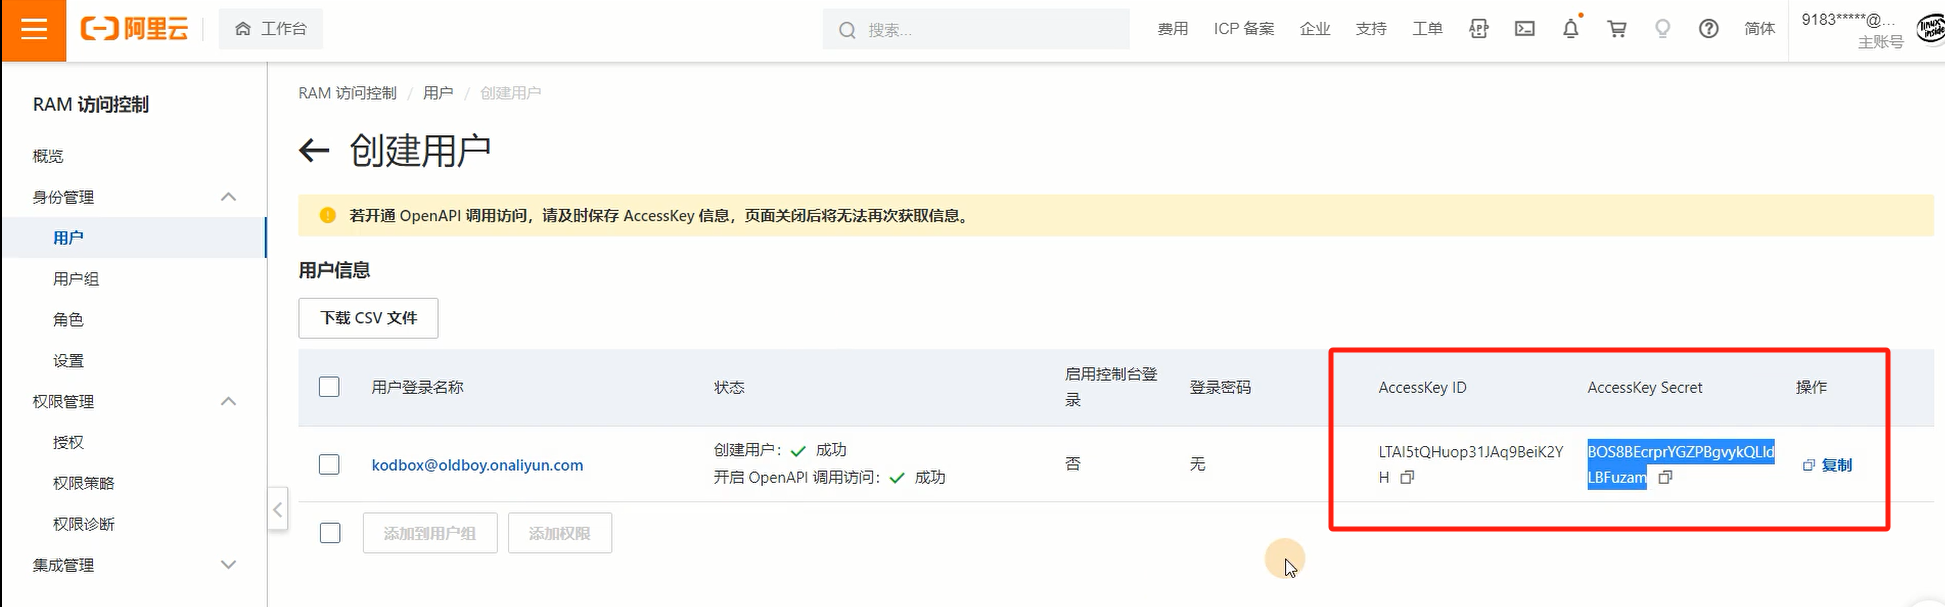 阿里云
工作台
搜索...
费用
ICP 备案
企业
支持
工单
简体
9183*****@...
主账号
RAM 访问控制
概览
身份管理
用户
用户组
角色
设置
权限管理
授权
权限策略
权限诊断
集成管理
RAM 访问控制 / 用户 / 创建用户
← 创建用户
若开通 OpenAPI 调用访问，请及时保存 AccessKey 信息，页面关闭后将无法再次获取信息。
用户信息
下载 CSV 文件
用户登录名称
状态
启用控制台登
录
登录密码
AccessKey ID
AccessKey Secret
操作
kodbox@oldboy.onaliyun.com
创建用户： 成功
开启 OpenAPI 调用访问： 成功
否
无
LTAI5tQHuop31JAq9BeiK2Y
H
BOS8BEcrprYGZPBgvykQLId
LBFuzam
复制
添加到用户组
添加权限